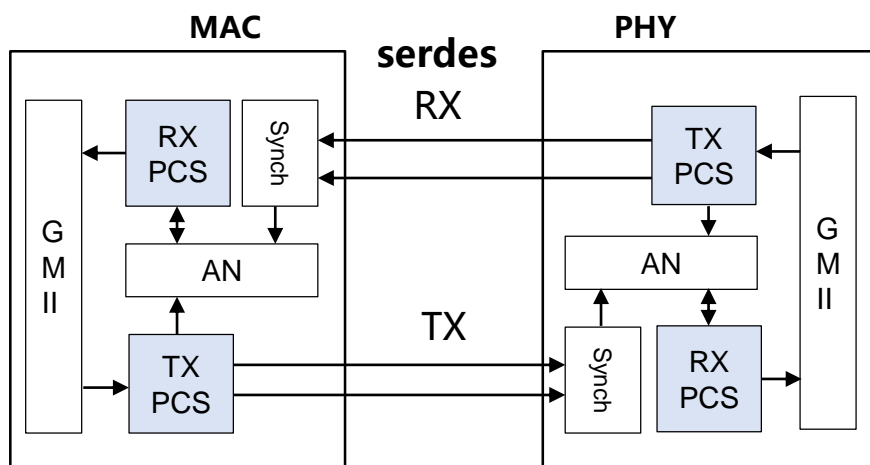 MAC
serdes
PHY
RX
RX
PCS
Synch
TX
PCS
G
M
II
AN
AN
G
M
II
TX
TX
PCS
Synch
RX
PCS